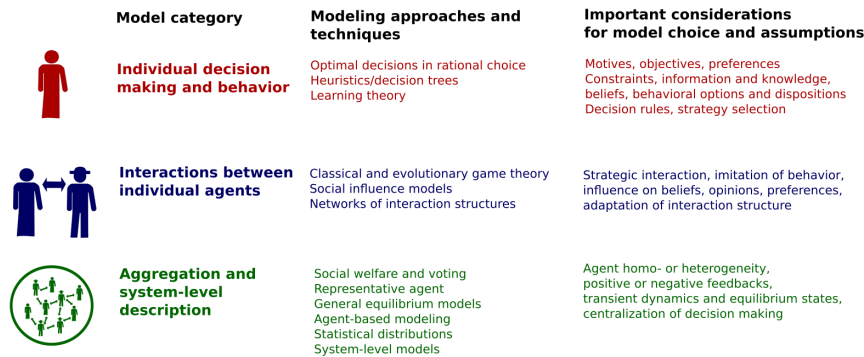 Model category
Modeling approaches and
techniques
Important considerations
for model choice and assumptions
Individual decision
making and behavior
Optimal decisions in rational choice
Heuristics/decision trees
Learning theory
Motives, objectives, preferences
Constraints, information and knowledge,
beliefs, behavioral options and dispositions
Decision rules, strategy selection
Interactions between
individual agents
Classical and evolutionary game theory
Social influence models
Networks of interaction structures
Strategic interaction, imitation of behavior,
influence on beliefs, opinions, preferences,
adaptation of interaction structure
Aggregation and
system-level
description
Social welfare and voting
Representative agent
General equilibrium models
Agent-based modeling
Statistical distributions
System-level models
Agent homo- or heterogeneity,
positive or negative feedbacks,
transient dynamics and equilibrium states,
centralization of decision making